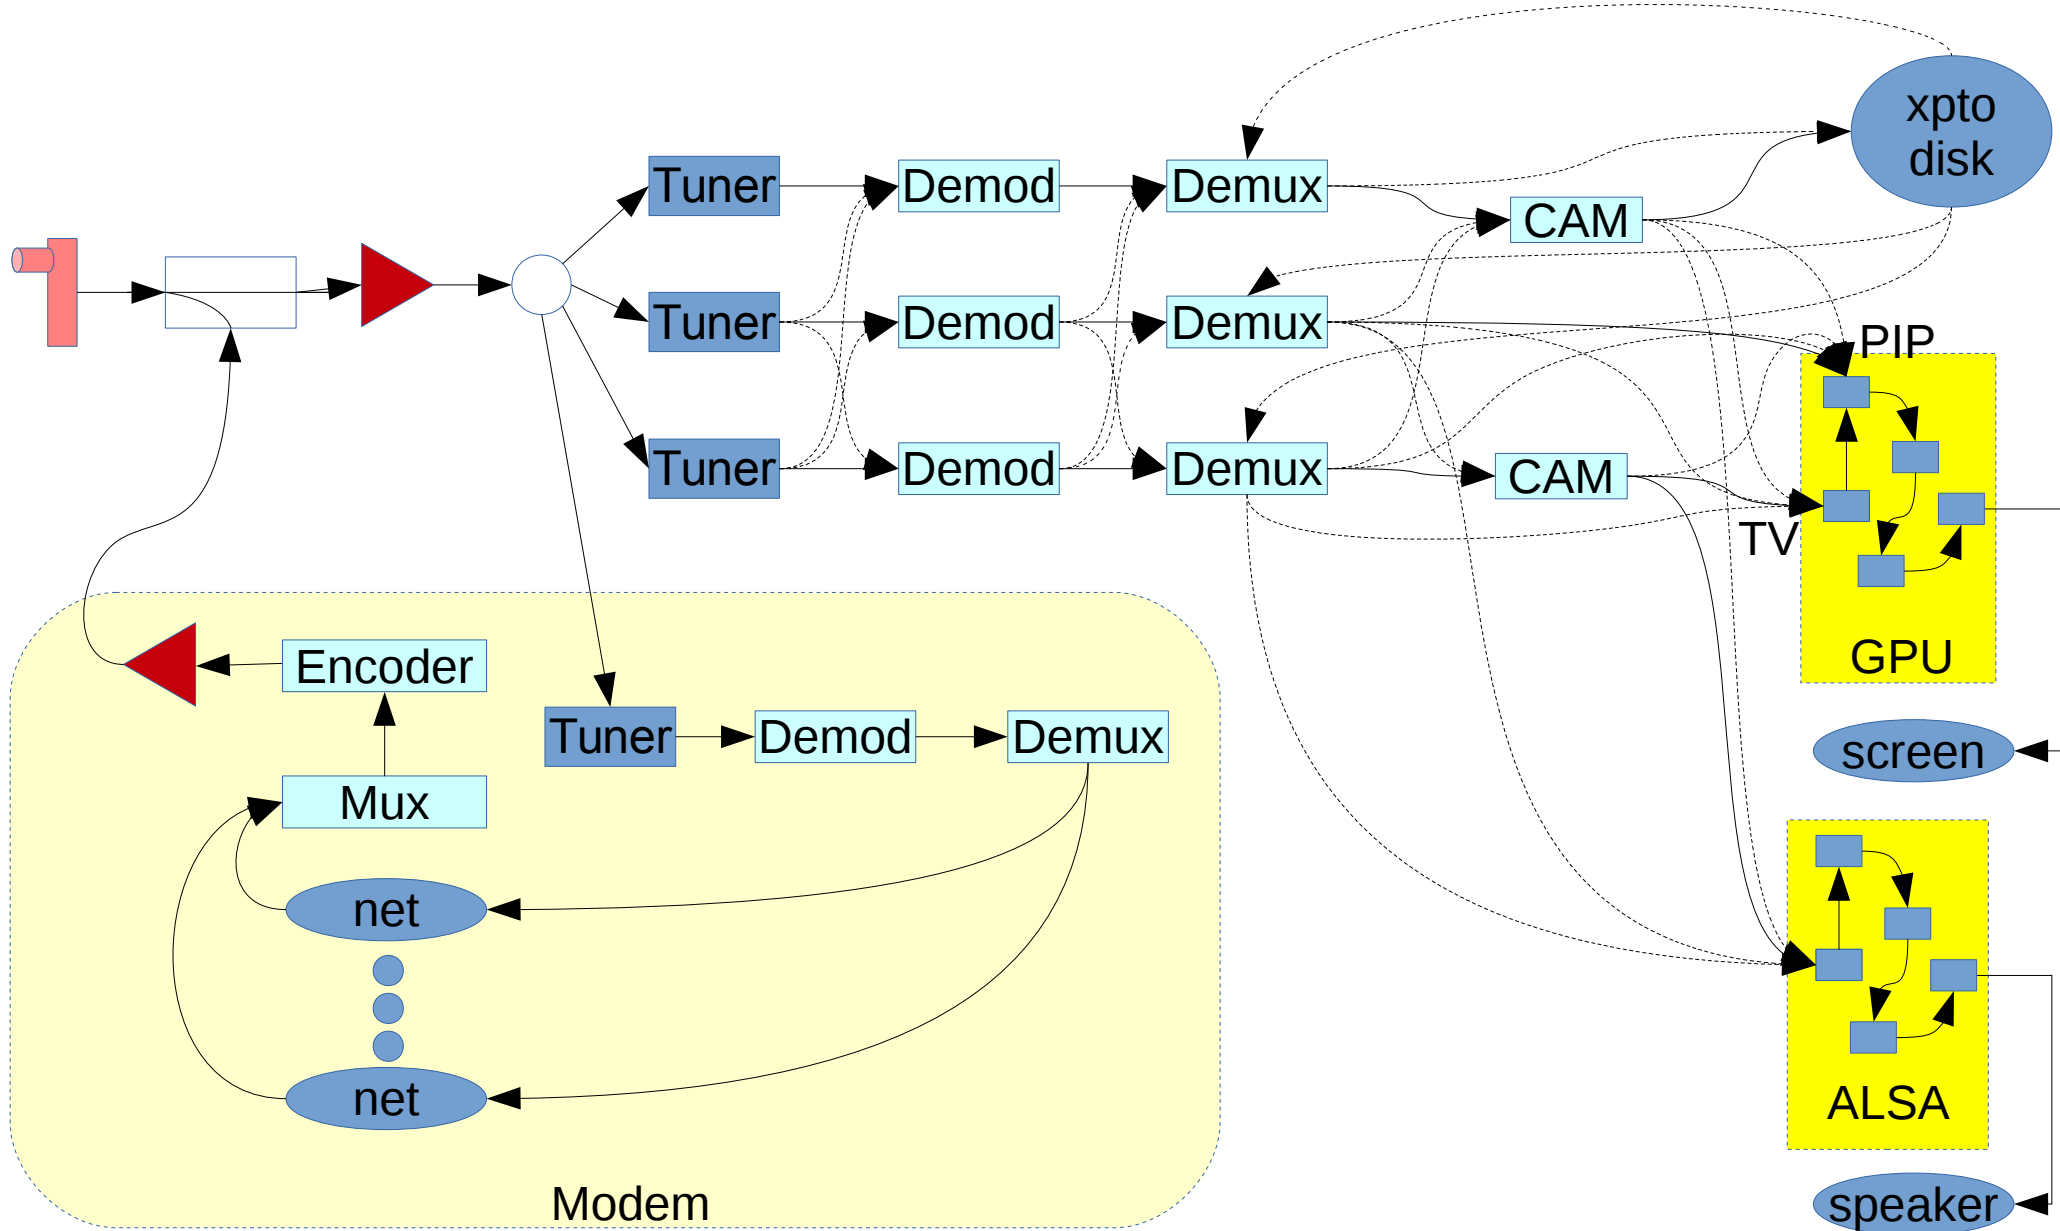 xpto
disk
Tuner
Demod
Demux
CAM
Tuner
Demod
Demux
PIP
Tuner
Demod
Demux
CAM
TV
GPU
Encoder
Tuner
Demod
Demux
screen
Mux
net
net
ALSA
Modem
speaker